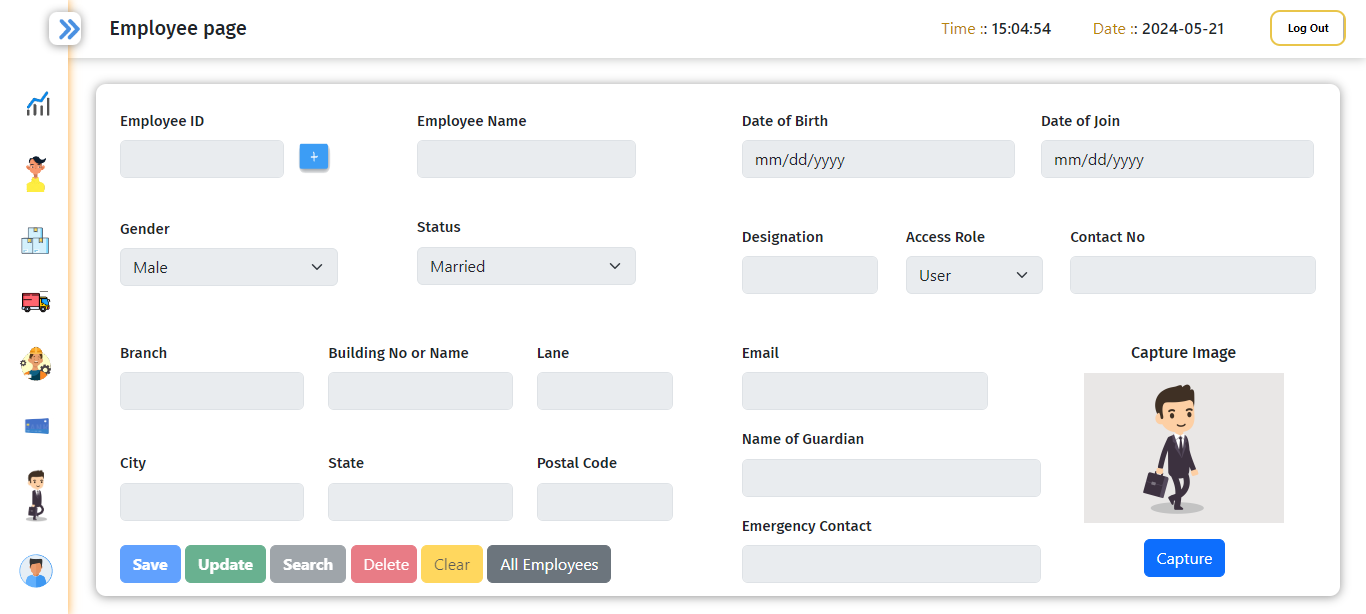 Employee page
Time :: 15:04:54
Date :: 2024-05-21
Log Out
Employee ID
Employee Name
Date of Birth
Date of Join
+
mm/dd/yyyy
mm/dd/yyyy
Gender
Status
Designation
Access Role
Contact No
Male
Married
User
Branch
Building No or Name
Lane
Email
Capture Image
Name of Guardian
City
State
Postal Code
Emergency Contact
Save
Update
Search
Delete
Clear
All Employees
Capture